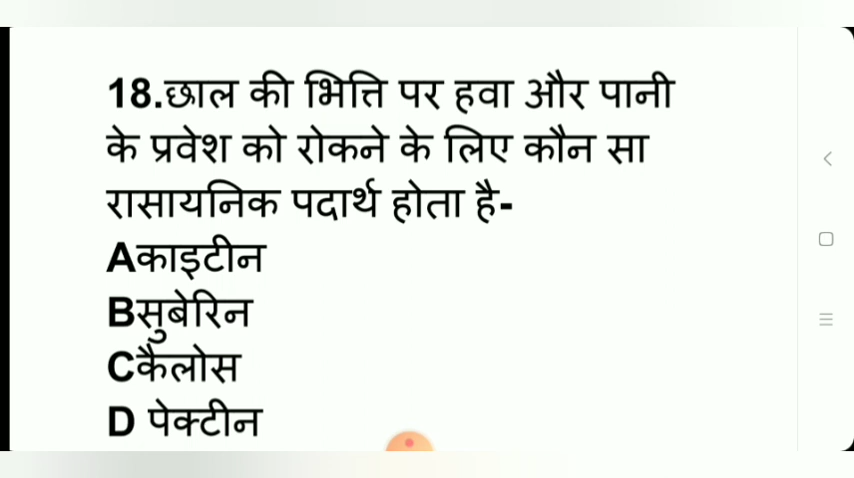 18.छाल की भित्ति पर हवा और पानी
के प्रवेश को रोकने के लिए कौन सा
रासायनिक पदार्थ होता है-
Aकाइटीन
Bसुबेरिन
Cकैलोस
D पेक्टीन